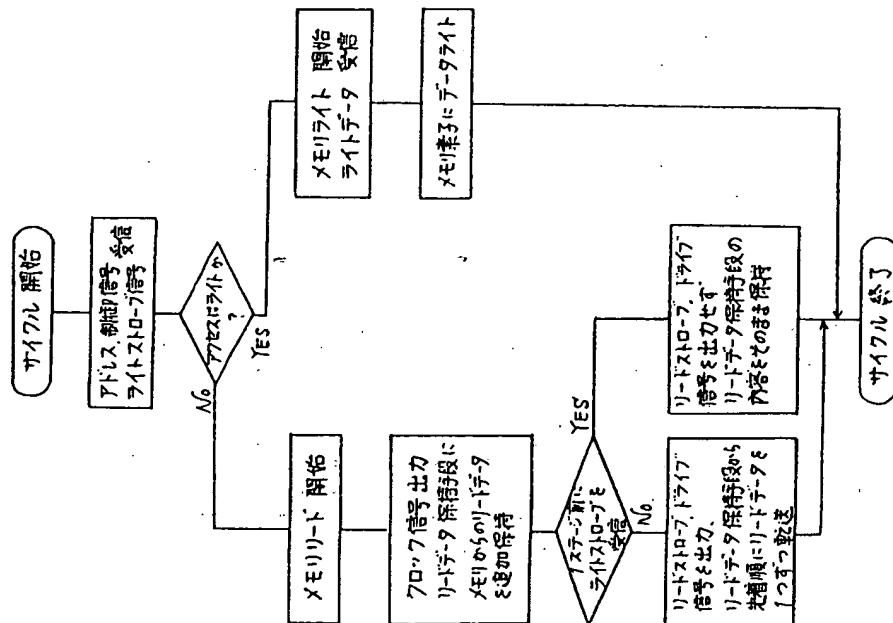 サイクル 開始
アドレス、制御信号 受信
ライトストローブ信号
アクセスはライトか
?
No
YES
メモリリード 開始
クロック信号出力
リードデータ保持手段に
メモリからのリードデータ
を追加保持
1ステージ前に
ライトストローブを
受信
YES
No
リードストローブ、ドライブ
信号を出力、
リードデータ保持手段から
先着順にリードデータを
1つずつ転送
リードストローブ、ドライブ
信号を出力せず、
リードデータ保持手段の
内容をそのまま保持
メモリライト 開始
ライトデータ 受信
メモリ素子にデータライト
サイクル 終了